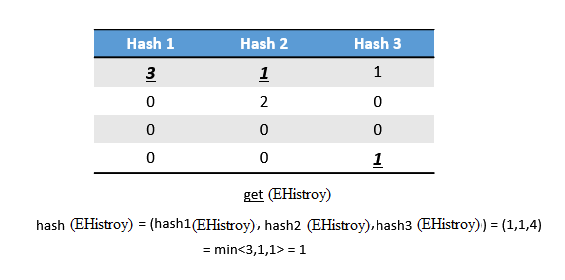 Hash 1 Hash 2 Hash 3
3 1 1
0 2 0
0 0 0
0 0 1
get (EHistroy)
hash (EHistroy) = (hash1(EHistroy), hash2 (EHistroy),hash3 (EHistroy)) = (1,1,4)
= min<3,1,1> = 1